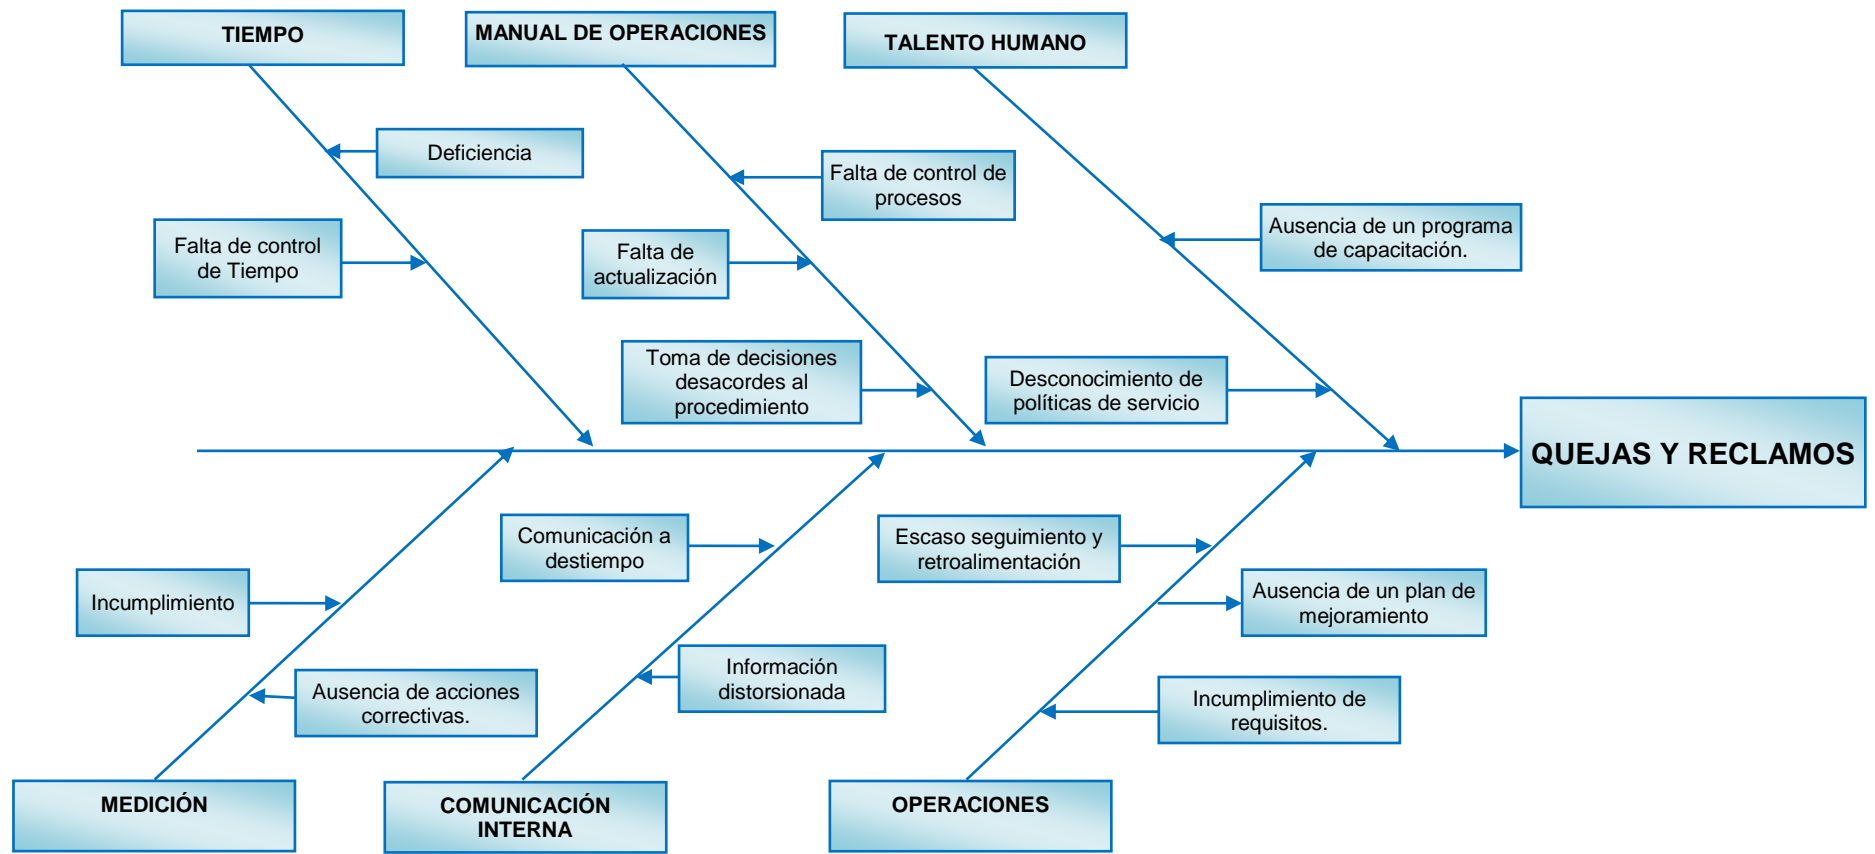 TIEMPO
MANUAL DE OPERACIONES
TALENTO HUMANO
Deficiencia
Falta de control de
procesos
Falta de control
de Tiempo
Falta de
actualización
Ausencia de un programa
de capacitación.
Toma de decisiones
desacordes al
procedimiento
Desconocimiento de
políticas de servicio
QUEJAS Y RECLAMOS
Comunicación a
destiempo
Escaso seguimiento y
retroalimentación
Incumplimiento
Ausencia de un plan de
mejoramiento
Ausencia de acciones
correctivas.
Información
distorsionada
Incumplimiento de
requisitos.
MEDICIÓN
COMUNICACIÓN
INTERNA
OPERACIONES